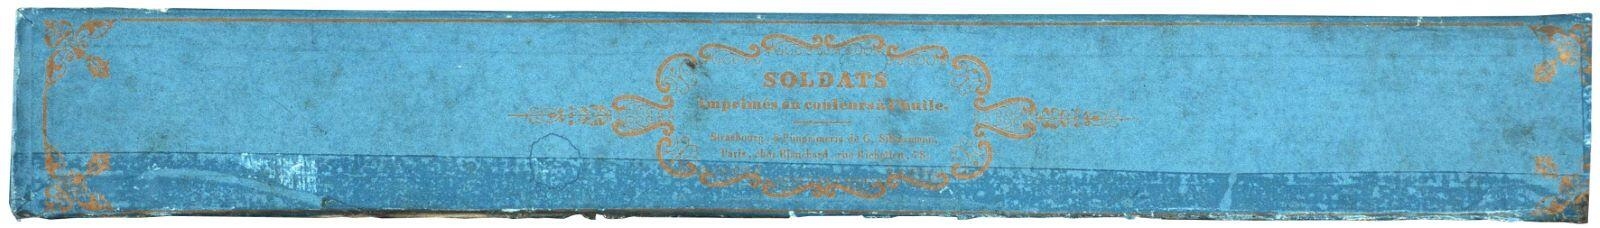 SOLDATS
imprimés en couleurs à l'huile.
Strasbourg, à l'imprimerie de G. Silbermann,
Paris, chez Blanchard, rue Richelieu, 78.